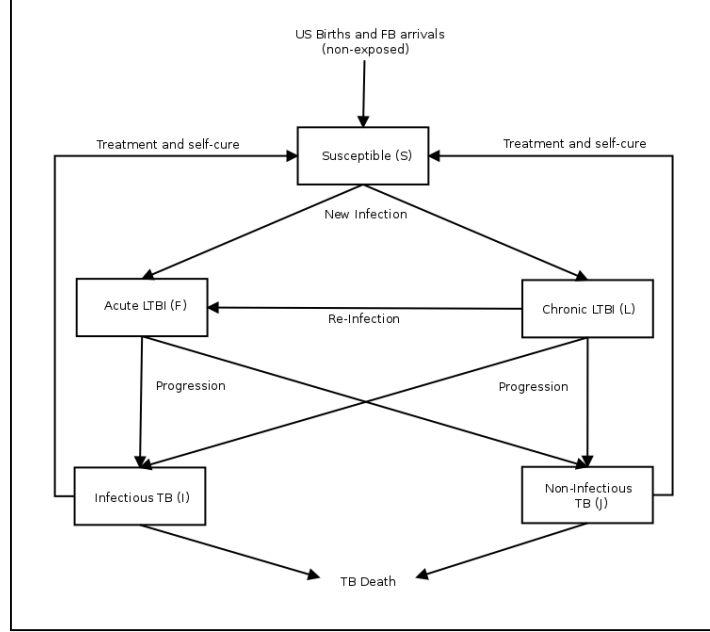 US Births and FB arrivals
(non-exposed)
Treatment and self-cure
Treatment and self-cure
Susceptible (S)
New Infection
Acute LTBI (F)
Chronic LTBI (L)
Re-Infection
Progression
Progression
Infectious TB (I)
Non-Infectious
TB (J)
TB Death